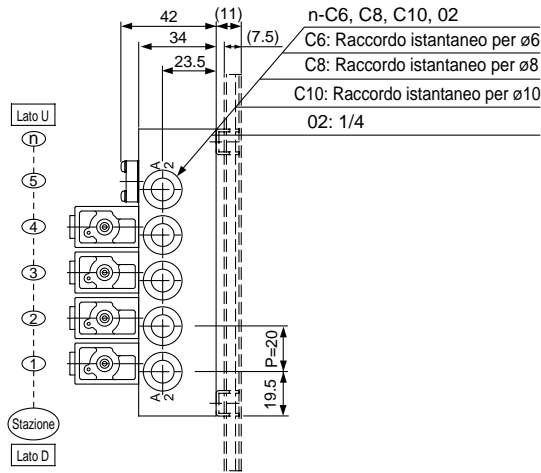 42
(11)
n-C6, C8, C10, 02
34
(7.5)
C6: Raccordo istantaneo per ø6
23.5
C8: Raccordo istantaneo per ø8
C10: Raccordo istantaneo per ø10
02: 1/4
Lato U
n
5
4
3
2
1
Stazione
Lato D
A
2
P=20
19.5
A
2